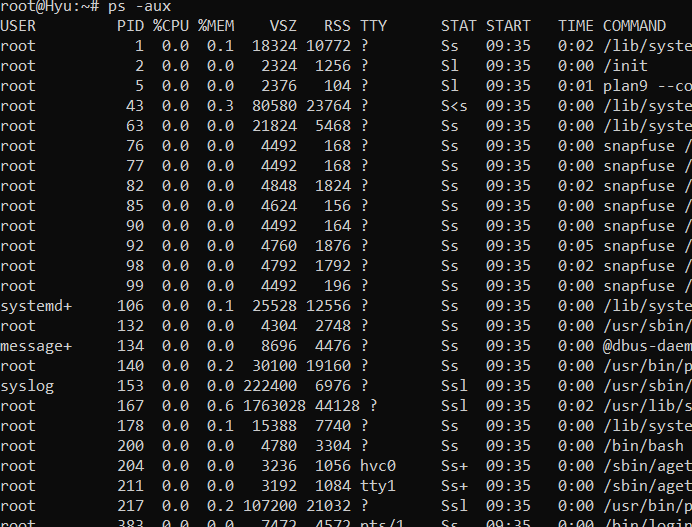 root@Hyu:~# ps -aux
USER         PID %CPU %MEM    VSZ   RSS TTY      STAT START   TIME COMMAND
root           1  0.0  0.1  18324 10772 ?        Ss   09:35   0:02 /lib/syste
root           2  0.0  0.0   2324  1256 ?        Sl   09:35   0:00 /init
root           5  0.0  0.0   2376   104 ?        Sl   09:35   0:01 plan9 --co
root          43  0.0  0.3  80580 23764 ?        S<s  09:35   0:00 /lib/syste
root          63  0.0  0.0  21824  5468 ?        Ss   09:35   0:00 /lib/syste
root          76  0.0  0.0   4492   168 ?        Ss   09:35   0:00 snapfuse /
root          77  0.0  0.0   4492   168 ?        Ss   09:35   0:00 snapfuse /
root          82  0.0  0.0   4848  1824 ?        Ss   09:35   0:02 snapfuse /
root          85  0.0  0.0   4624   156 ?        Ss   09:35   0:00 snapfuse /
root          90  0.0  0.0   4492   164 ?        Ss   09:35   0:00 snapfuse /
root          92  0.0  0.0   4760  1876 ?        Ss   09:35   0:05 snapfuse /
root          98  0.0  0.0   4792  1792 ?        Ss   09:35   0:02 snapfuse /
root          99  0.0  0.0   4492   196 ?        Ss   09:35   0:00 snapfuse /
systemd+     106  0.0  0.1  25528 12556 ?        Ss   09:35   0:00 /lib/syste
root         132  0.0  0.0   4304  2748 ?        Ss   09:35   0:00 /usr/sbin/
message+     134  0.0  0.0   8696  4476 ?        Ss   09:35   0:00 @dbus-daem
root         140  0.0  0.2  30100 19160 ?        Ss   09:35   0:00 /usr/bin/p
syslog       153  0.0  0.0 222400  6976 ?        Ssl  09:35   0:00 /usr/sbin/
root         167  0.0  0.6 1763028 44128 ?       Ssl  09:35   0:02 /usr/lib/s
root         178  0.0  0.1  15388  7740 ?        Ss   09:35   0:00 /lib/syste
root         200  0.0  0.0   4780  3304 ?        Ss   09:35   0:00 /bin/bash
root         204  0.0  0.0   3236  1056 hvc0     Ss+  09:35   0:00 /sbin/aget
root         211  0.0  0.0   3192  1084 tty1     Ss+  09:35   0:00 /sbin/aget
root         217  0.0  0.2 107200 21032 ?        Ssl  09:35   0:00 /usr/bin/p
root         383  0.0  0.0   7472  4572 pts/1    Ss   09:35   0:00 /bin/login